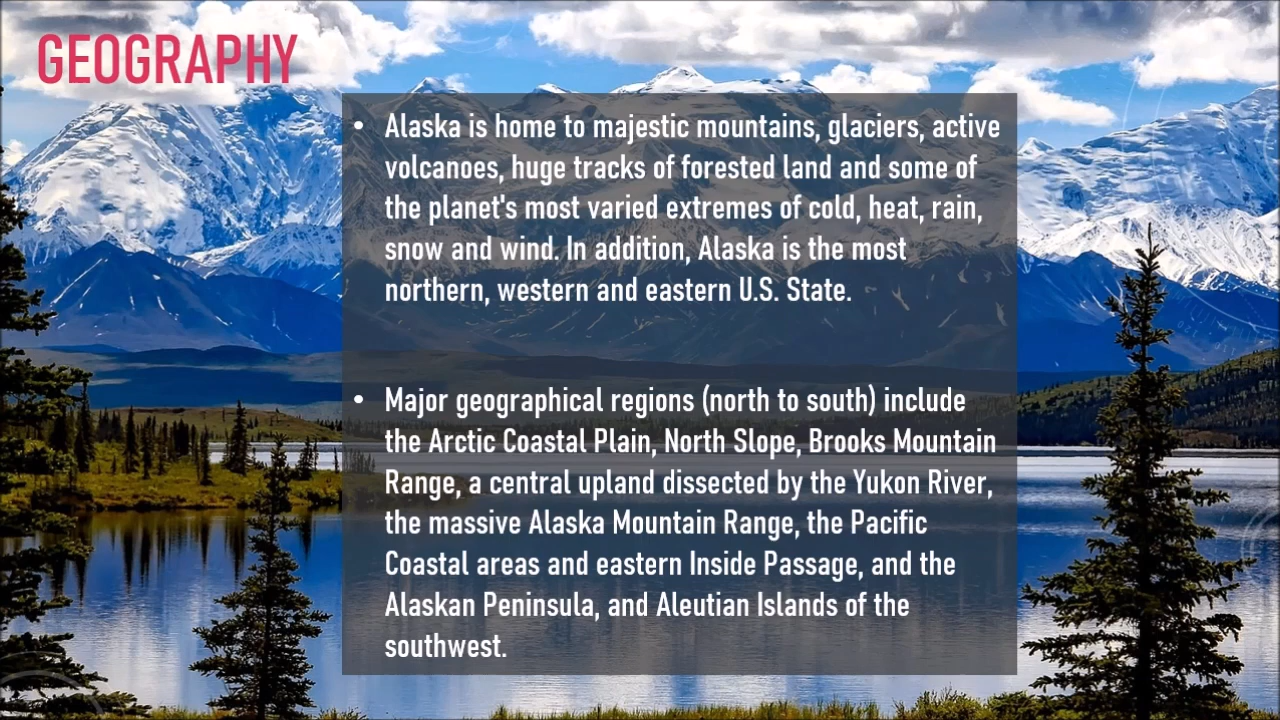 GEOGRAPHY
• Alaska is home to majestic mountains, glaciers, active
volcanoes, huge tracks of forested land and some of
the planet's most varied extremes of cold, heat, rain,
snow and wind. In addition, Alaska is the most
northern, western and eastern U.S. State.
• Major geographical regions (north to south) include
the Arctic Coastal Plain, North Slope, Brooks Mountain
Range, a central upland dissected by the Yukon River,
the massive Alaska Mountain Range, the Pacific
Coastal areas and eastern Inside Passage, and the
Alaskan Peninsula, and Aleutian Islands of the
southwest.